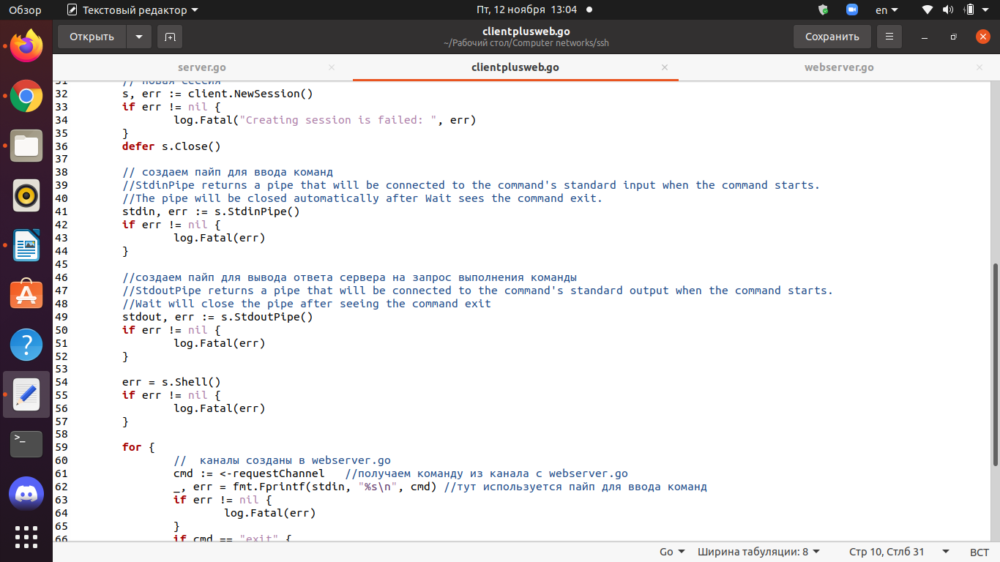 Обзор
Текстовый редактор
Пт, 12 ноября 13:04
en
Открыть
clientplusweb.go
~/Рабочий стол/Computer networks/ssh
Сохранить
server.go
clientplusweb.go
webserver.go
31 // новая сессия
32 s, err := client.NewSession()
33 if err != nil {
34 log.Fatal("Creating session is failed: ", err)
35 }
36 defer s.Close()
37
38 // создаем пайп для ввода команд
39 //StdinPipe returns a pipe that will be connected to the command's standard input when the command starts.
40 //The pipe will be closed automatically after Wait sees the command exit.
41 stdin, err := s.StdinPipe()
42 if err != nil {
43 log.Fatal(err)
44 }
45
46 //создаем пайп для вывода ответа сервера на запрос выполнения команды
47 //StdoutPipe returns a pipe that will be connected to the command's standard output when the command starts.
48 //Wait will close the pipe after seeing the command exit
49 stdout, err := s.StdoutPipe()
50 if err != nil {
51 log.Fatal(err)
52 }
53
54 err = s.Shell()
55 if err != nil {
56 log.Fatal(err)
57 }
58
59 for {
60 //  каналы созданы в webserver.go
61 cmd := <-requestChannel   //получаем команду из канала с webserver.go
62 _, err = fmt.Fprintf(stdin, "%s\n", cmd) //тут используется пайп для ввода команд
63 if err != nil {
64 log.Fatal(err)
65 }
66 if cmd == "exit" {
Go
Ширина табуляции: 8
Стр 10, Стлб 31
ВСТ